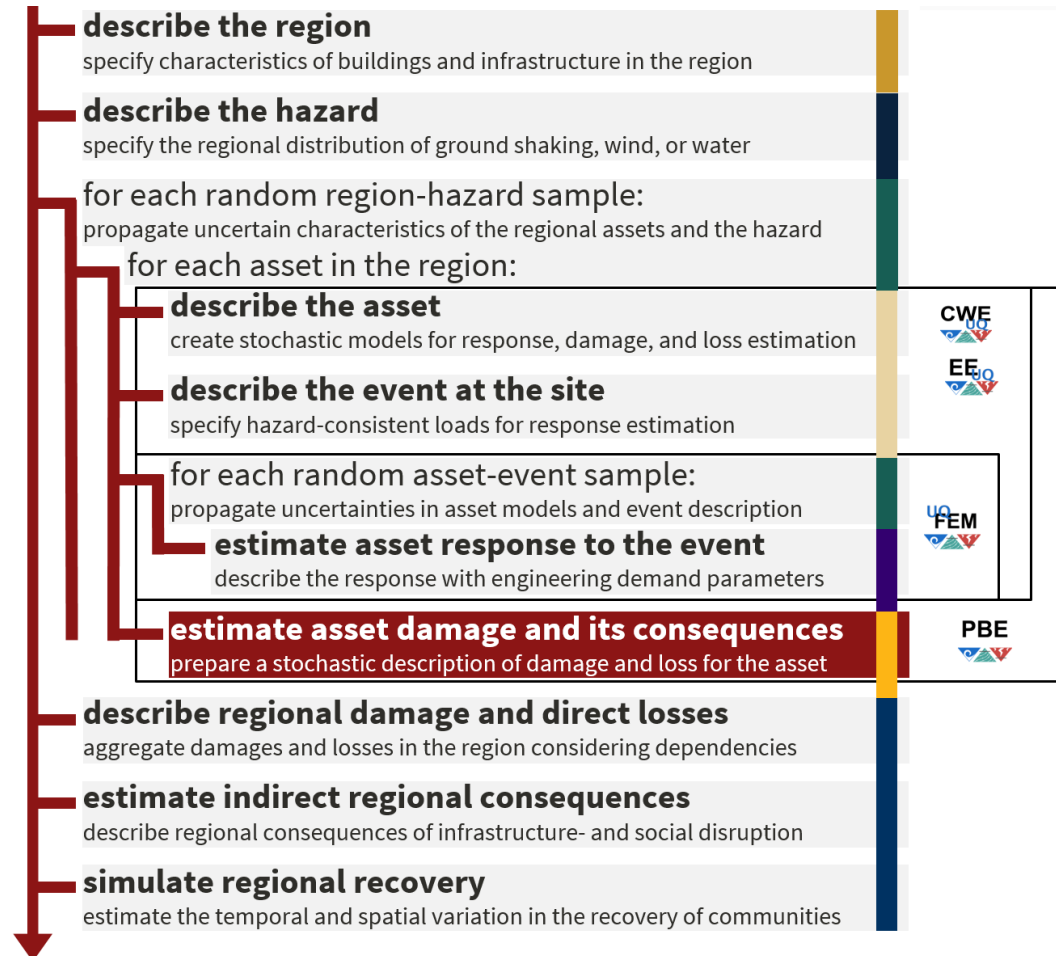 describe the region
specify characteristics of buildings and infrastructure in the region
describe the hazard
specify the regional distribution of ground shaking, wind, or water
for each random region-hazard sample:
propagate uncertain characteristics of the regional assets and the hazard
for each asset in the region:
describe the asset
create stochastic models for response, damage, and loss estimation
CWE
UQ
describe the event at the site
specify hazard-consistent loads for response estimation
EE
UQ
for each random asset-event sample:
propagate uncertainties in asset models and event description
UQ
FEM
estimate asset response to the event
describe the response with engineering demand parameters
estimate asset damage and its consequences
prepare a stochastic description of damage and loss for the asset
PBE
describe regional damage and direct losses
aggregate damages and losses in the region considering dependencies
estimate indirect regional consequences
describe regional consequences of infrastructure- and social disruption
simulate regional recovery
estimate the temporal and spatial variation in the recovery of communities